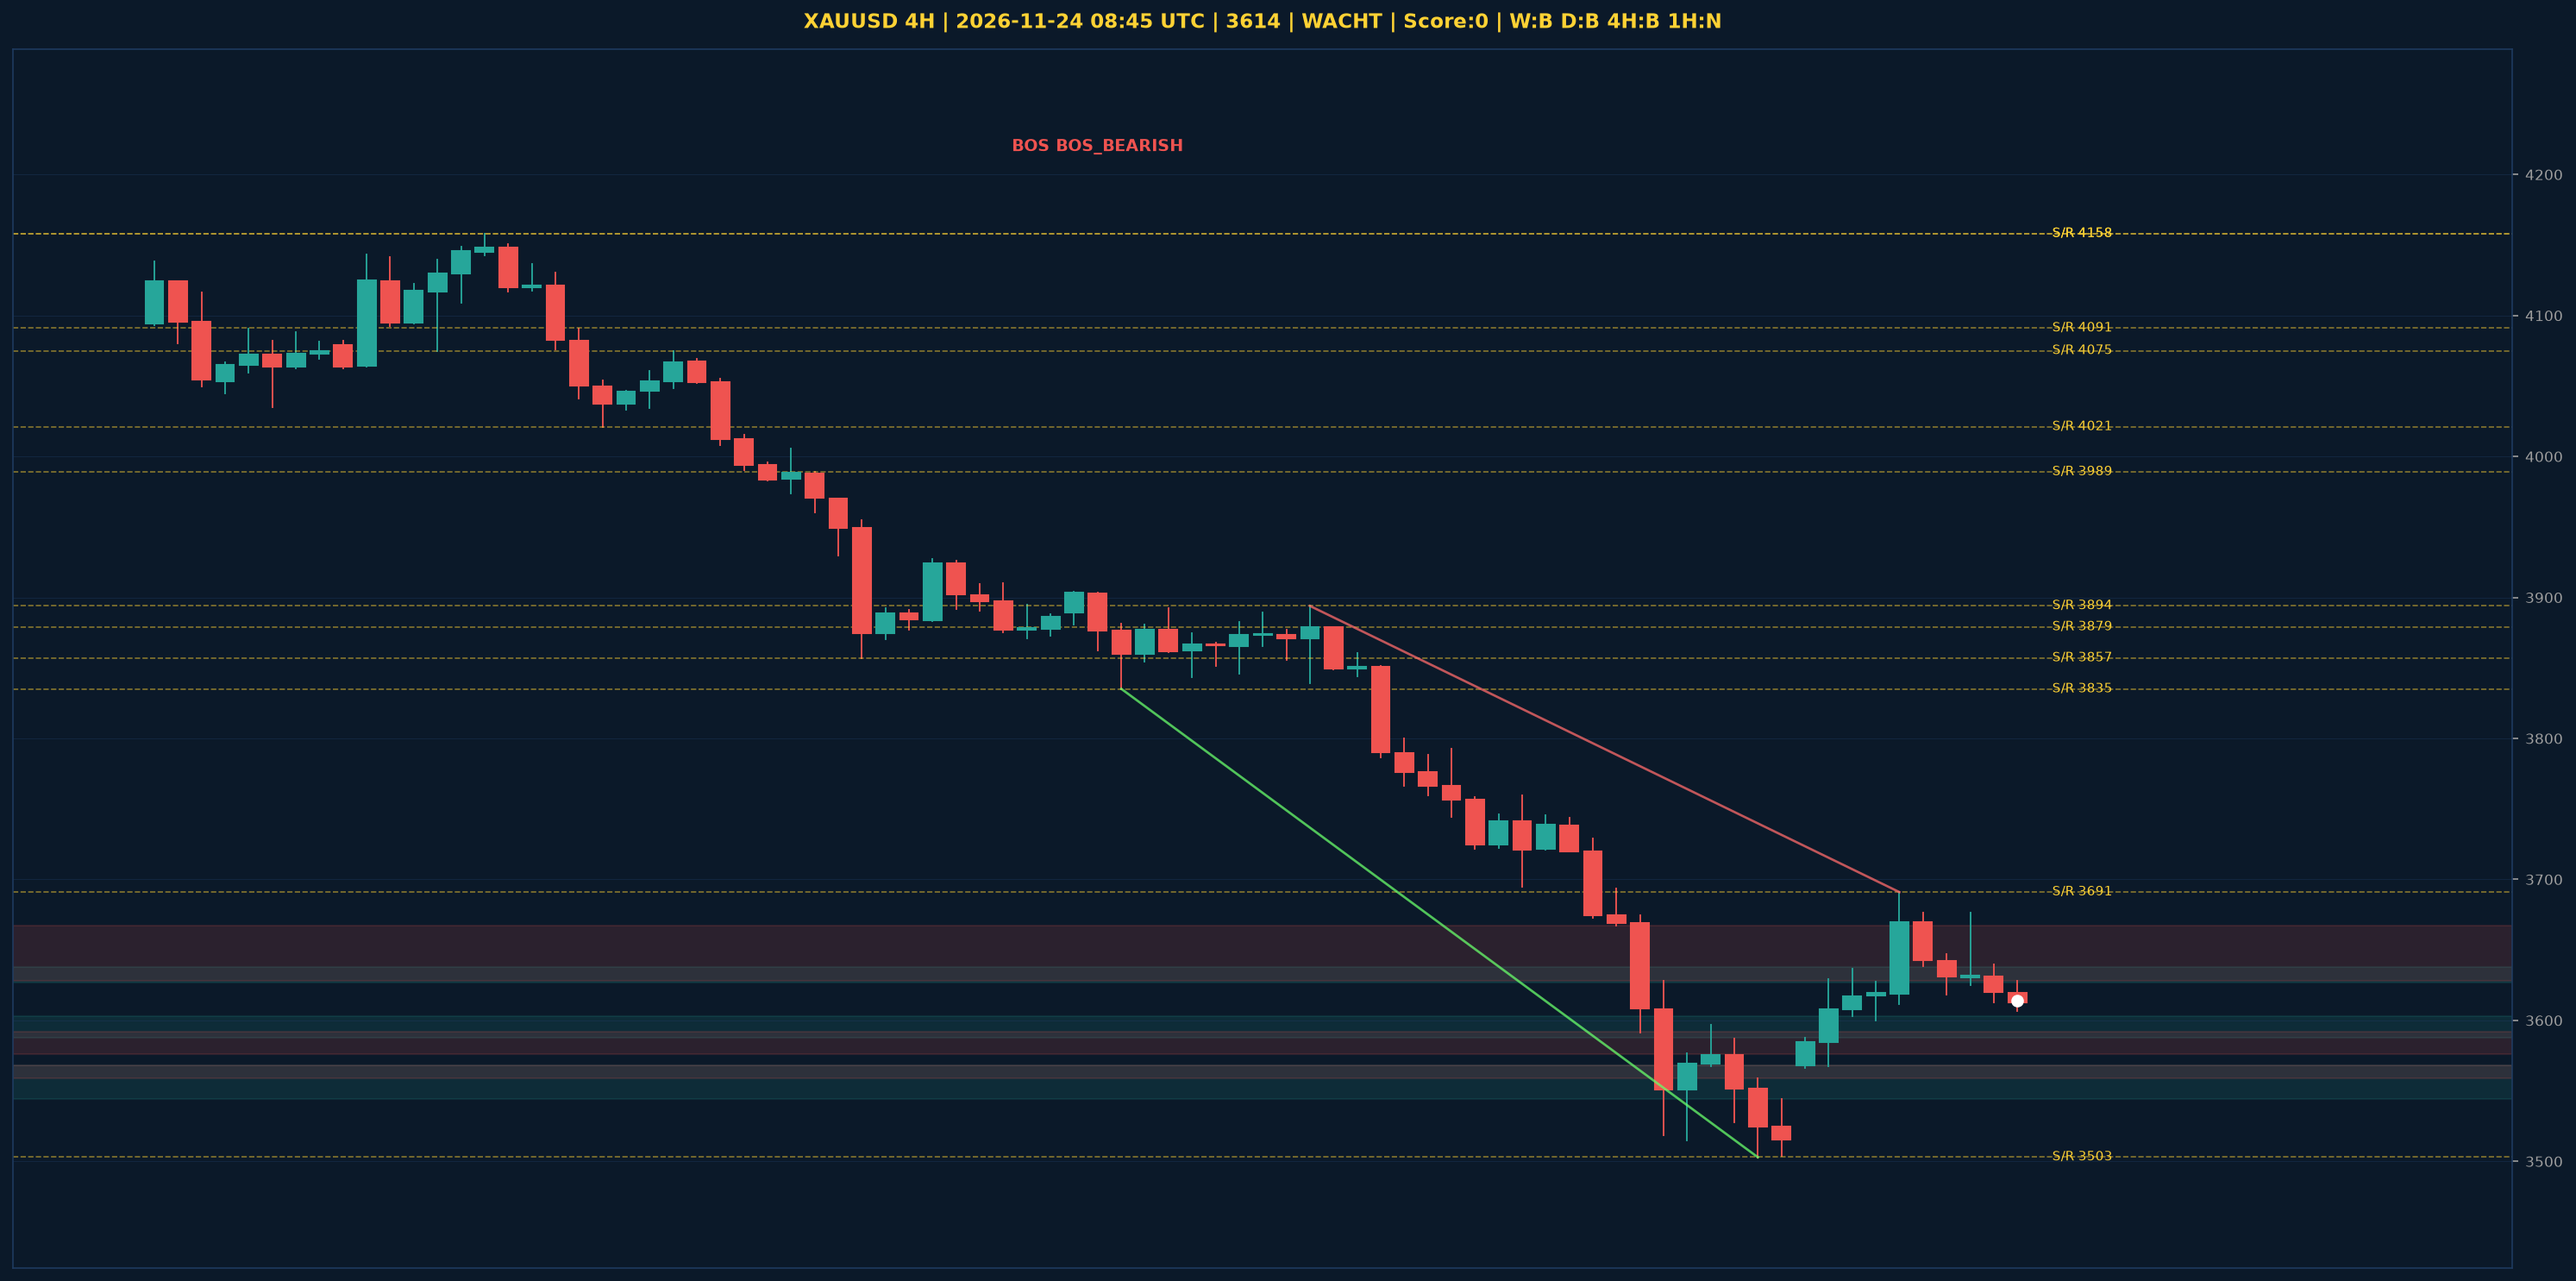 XAUUSD 4H | 2026-11-24 08:45 UTC | 3614 | WACHT | Score:0 | W:B D:B 4H:B 1H:N
BOS BOS_BEARISH
4200
S/R 4158
4100
S/R 4091
S/R 4075
S/R 4021
4000
S/R 3989
3900
S/R 3894
S/R 3879
S/R 3857
S/R 3835
3800
3700
S/R 3691
3600
3500
S/R 3503